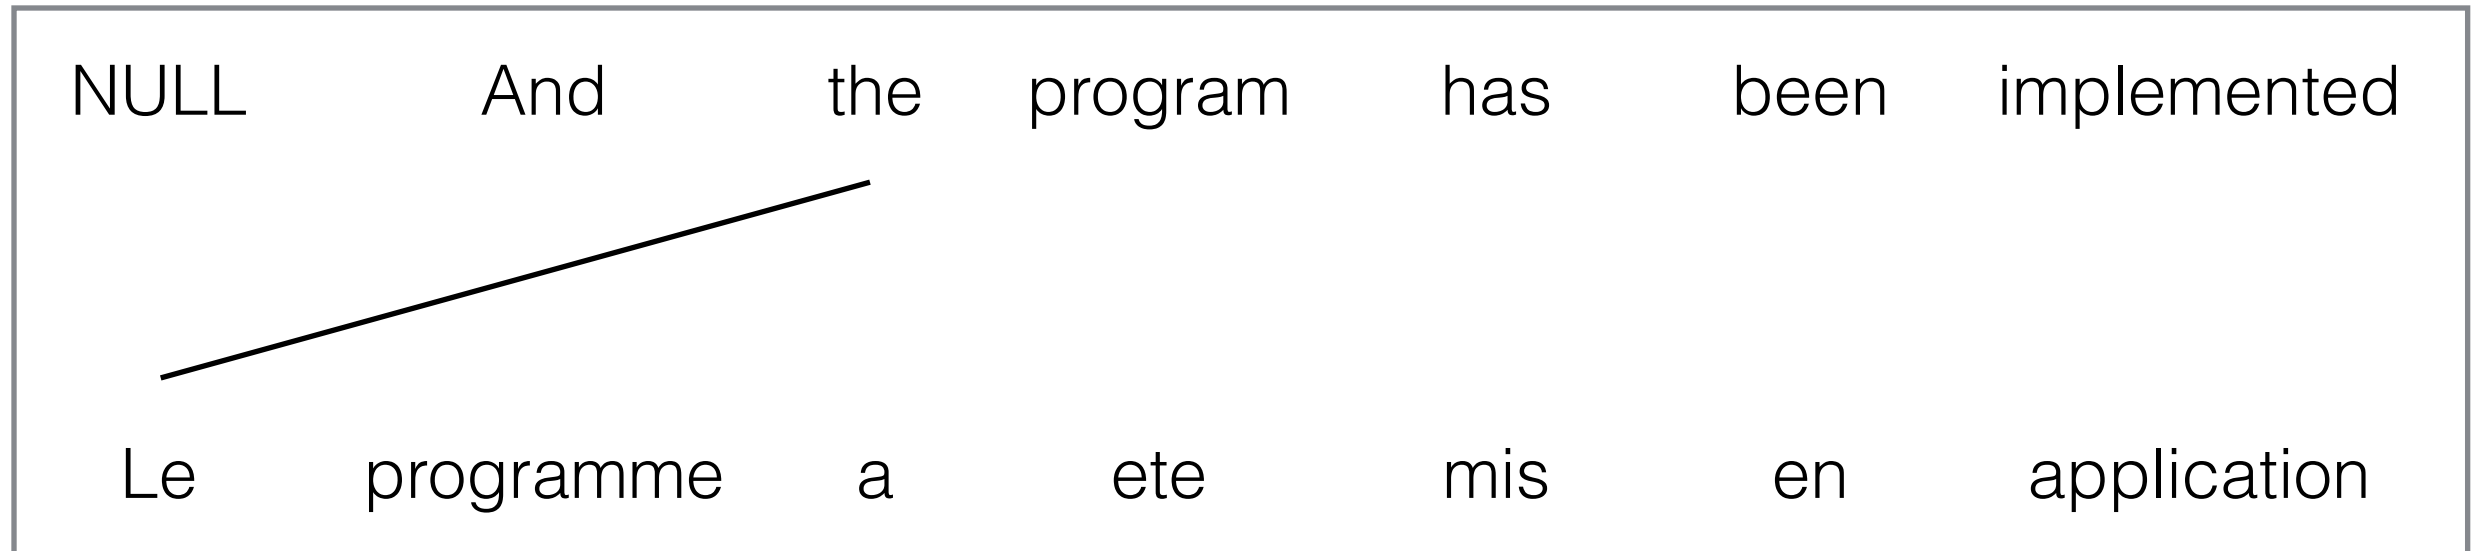 NULL And the program has been implemented
Le programme a ete mis en application